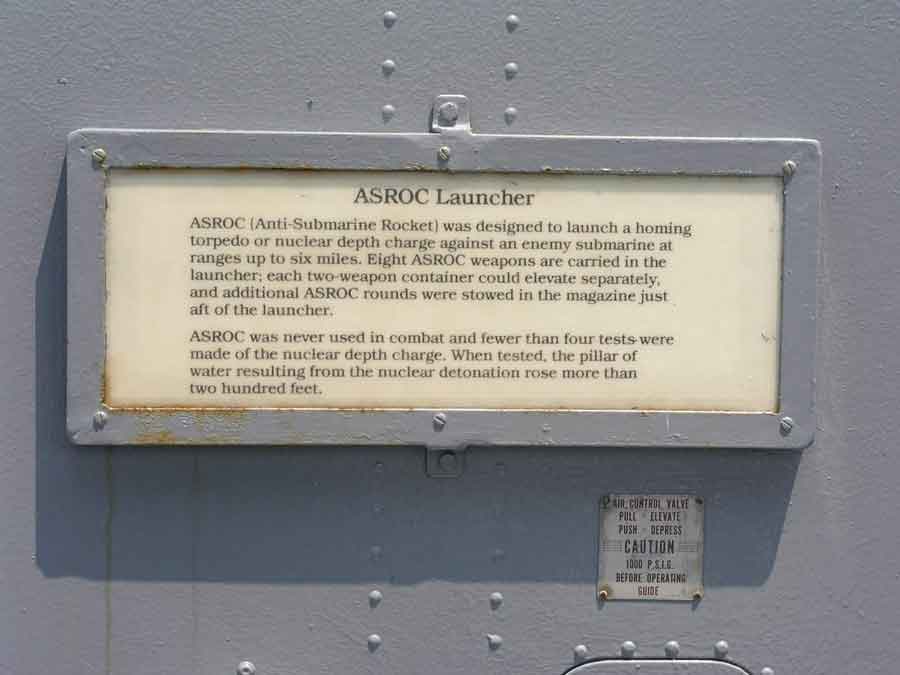 ASROC Launcher
ASROC (Anti-Submarine Rocket) was designed to launch a homing
torpedo or nuclear depth charge against an enemy submarine at
ranges up to six miles. Eight ASROC weapons are carried in the
launcher; each two-weapon container could elevate separately,
and additional ASROC rounds were stowed in the magazine just
aft of the launcher.
ASROC was never used in combat and fewer than four tests were
made of the nuclear depth charge. When tested, the pillar of
water resulting from the nuclear detonation rose more than
two hundred feet.
AIR CONTROL VALVE
PULL - ELEVATE
PUSH - DEPRESS
CAUTION
1000 P.S.I.G.
BEFORE OPERATING
GUIDE